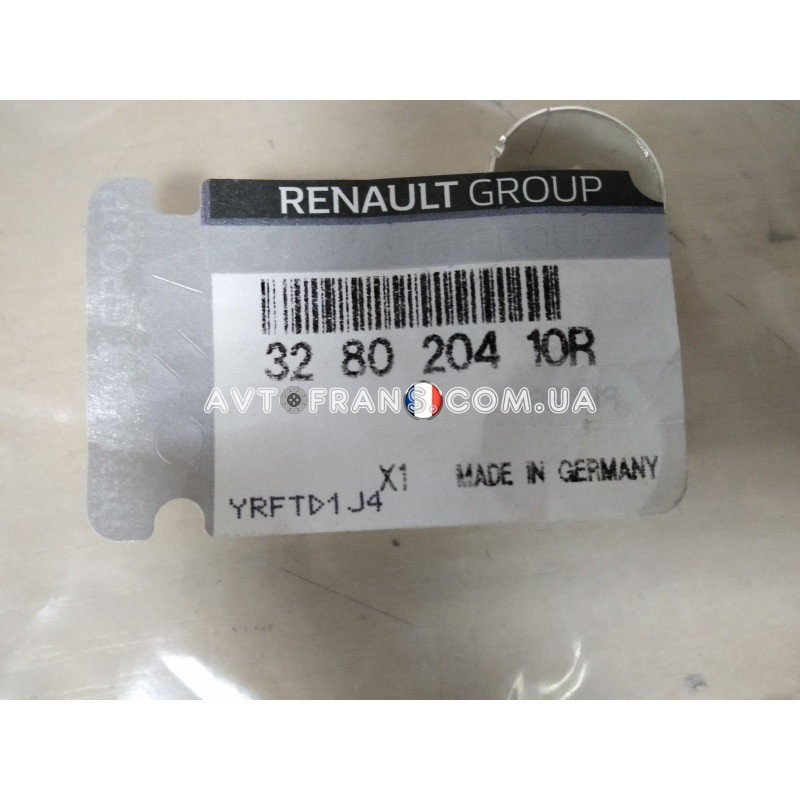 RENAULT GROUP
32 80 204 10R
AVTOFRANS.COM.UA
X1 MADE IN GERMANY
YRFTD1J4